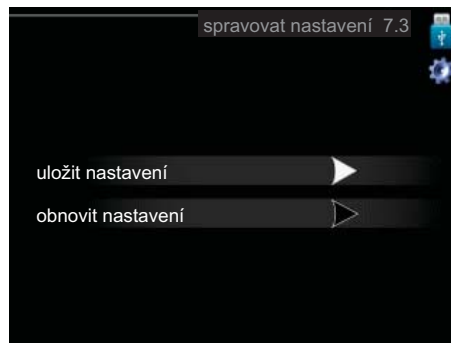 spravovat nastavení 7.3
uložit nastavení
obnovit nastavení